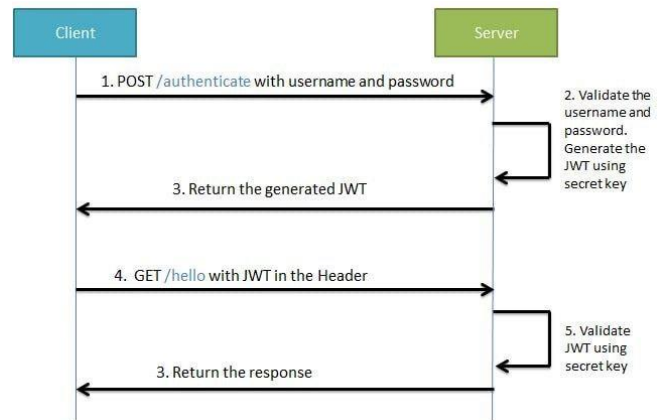 Client
Server
1. POST /authenticate with username and password
2. Validate the
username and
password.
Generate the
JWT using
secret key
3. Return the generated JWT
4. GET /hello with JWT in the Header
5. Validate
JWT using
secret key
3. Return the response